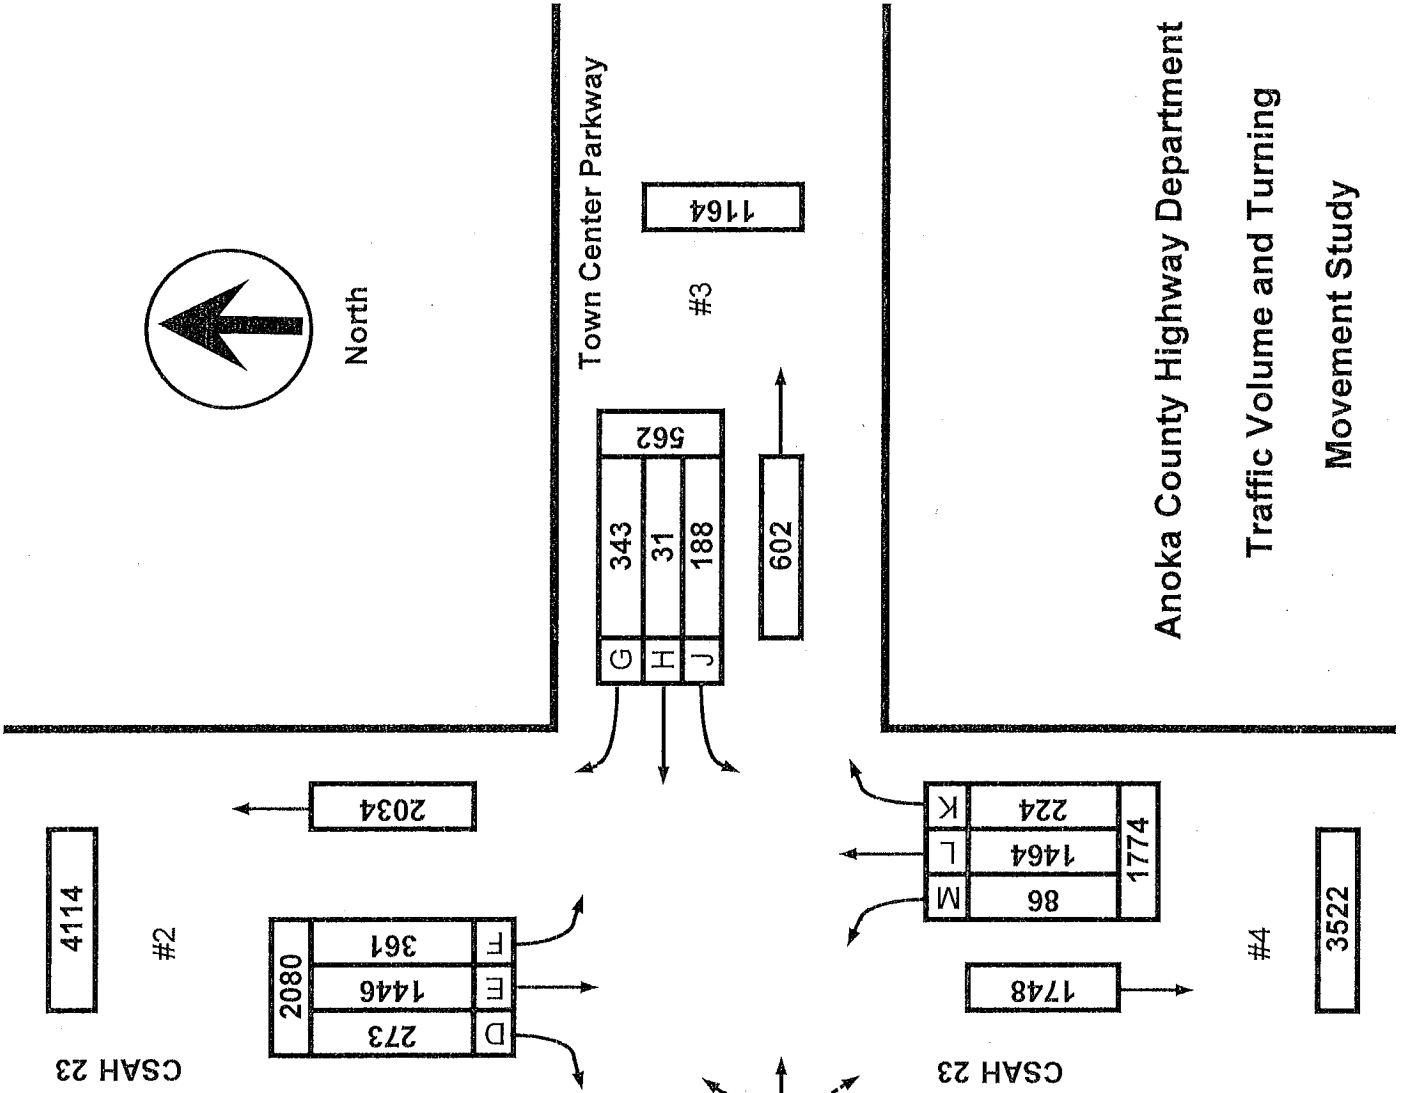 4114
#2
CSAH 23
2034
2080
361
1446
273
F
E
D
North
Town Center Parkway
1164
#3
562
G 343
H 31
J 188
602
K
L
M
224
1464
86
1774
1748
#4
3522
CSAH 23
Anoka County Highway Department
Traffic Volume and Turning
Movement Study